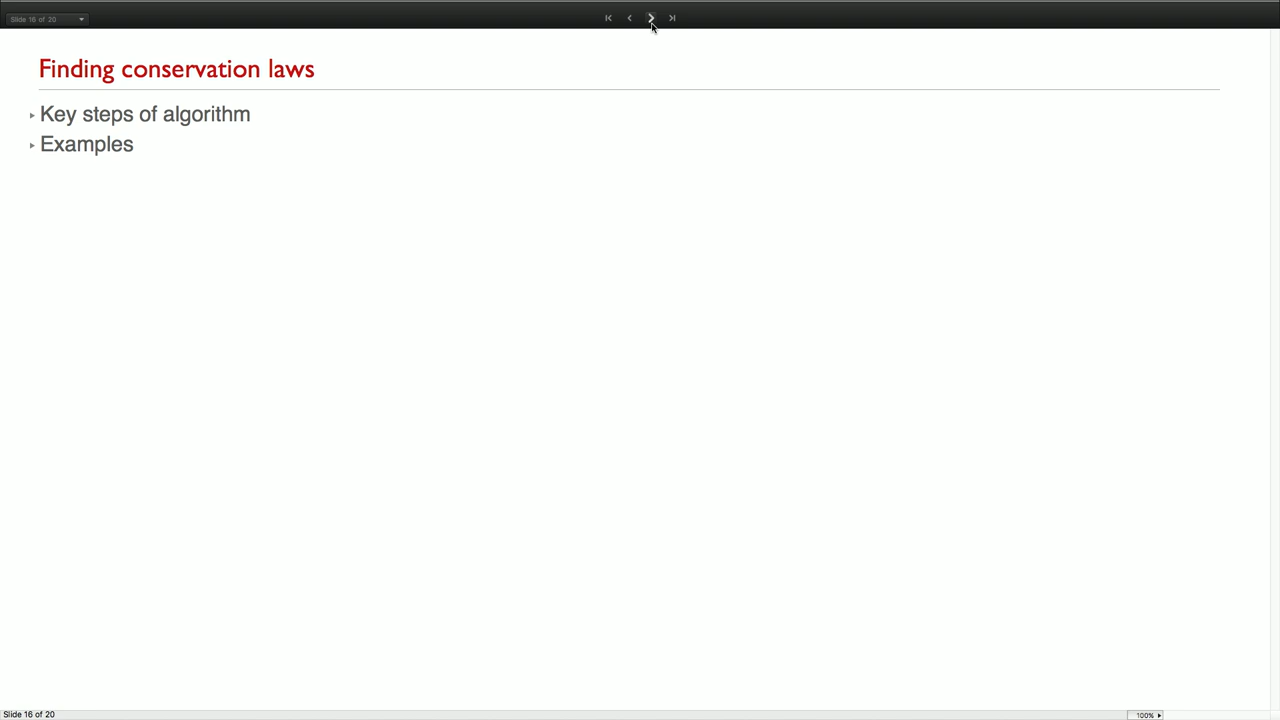 Slide 16 of 20
Finding conservation laws
Key steps of algorithm
Examples
Slide 16 of 20
100%